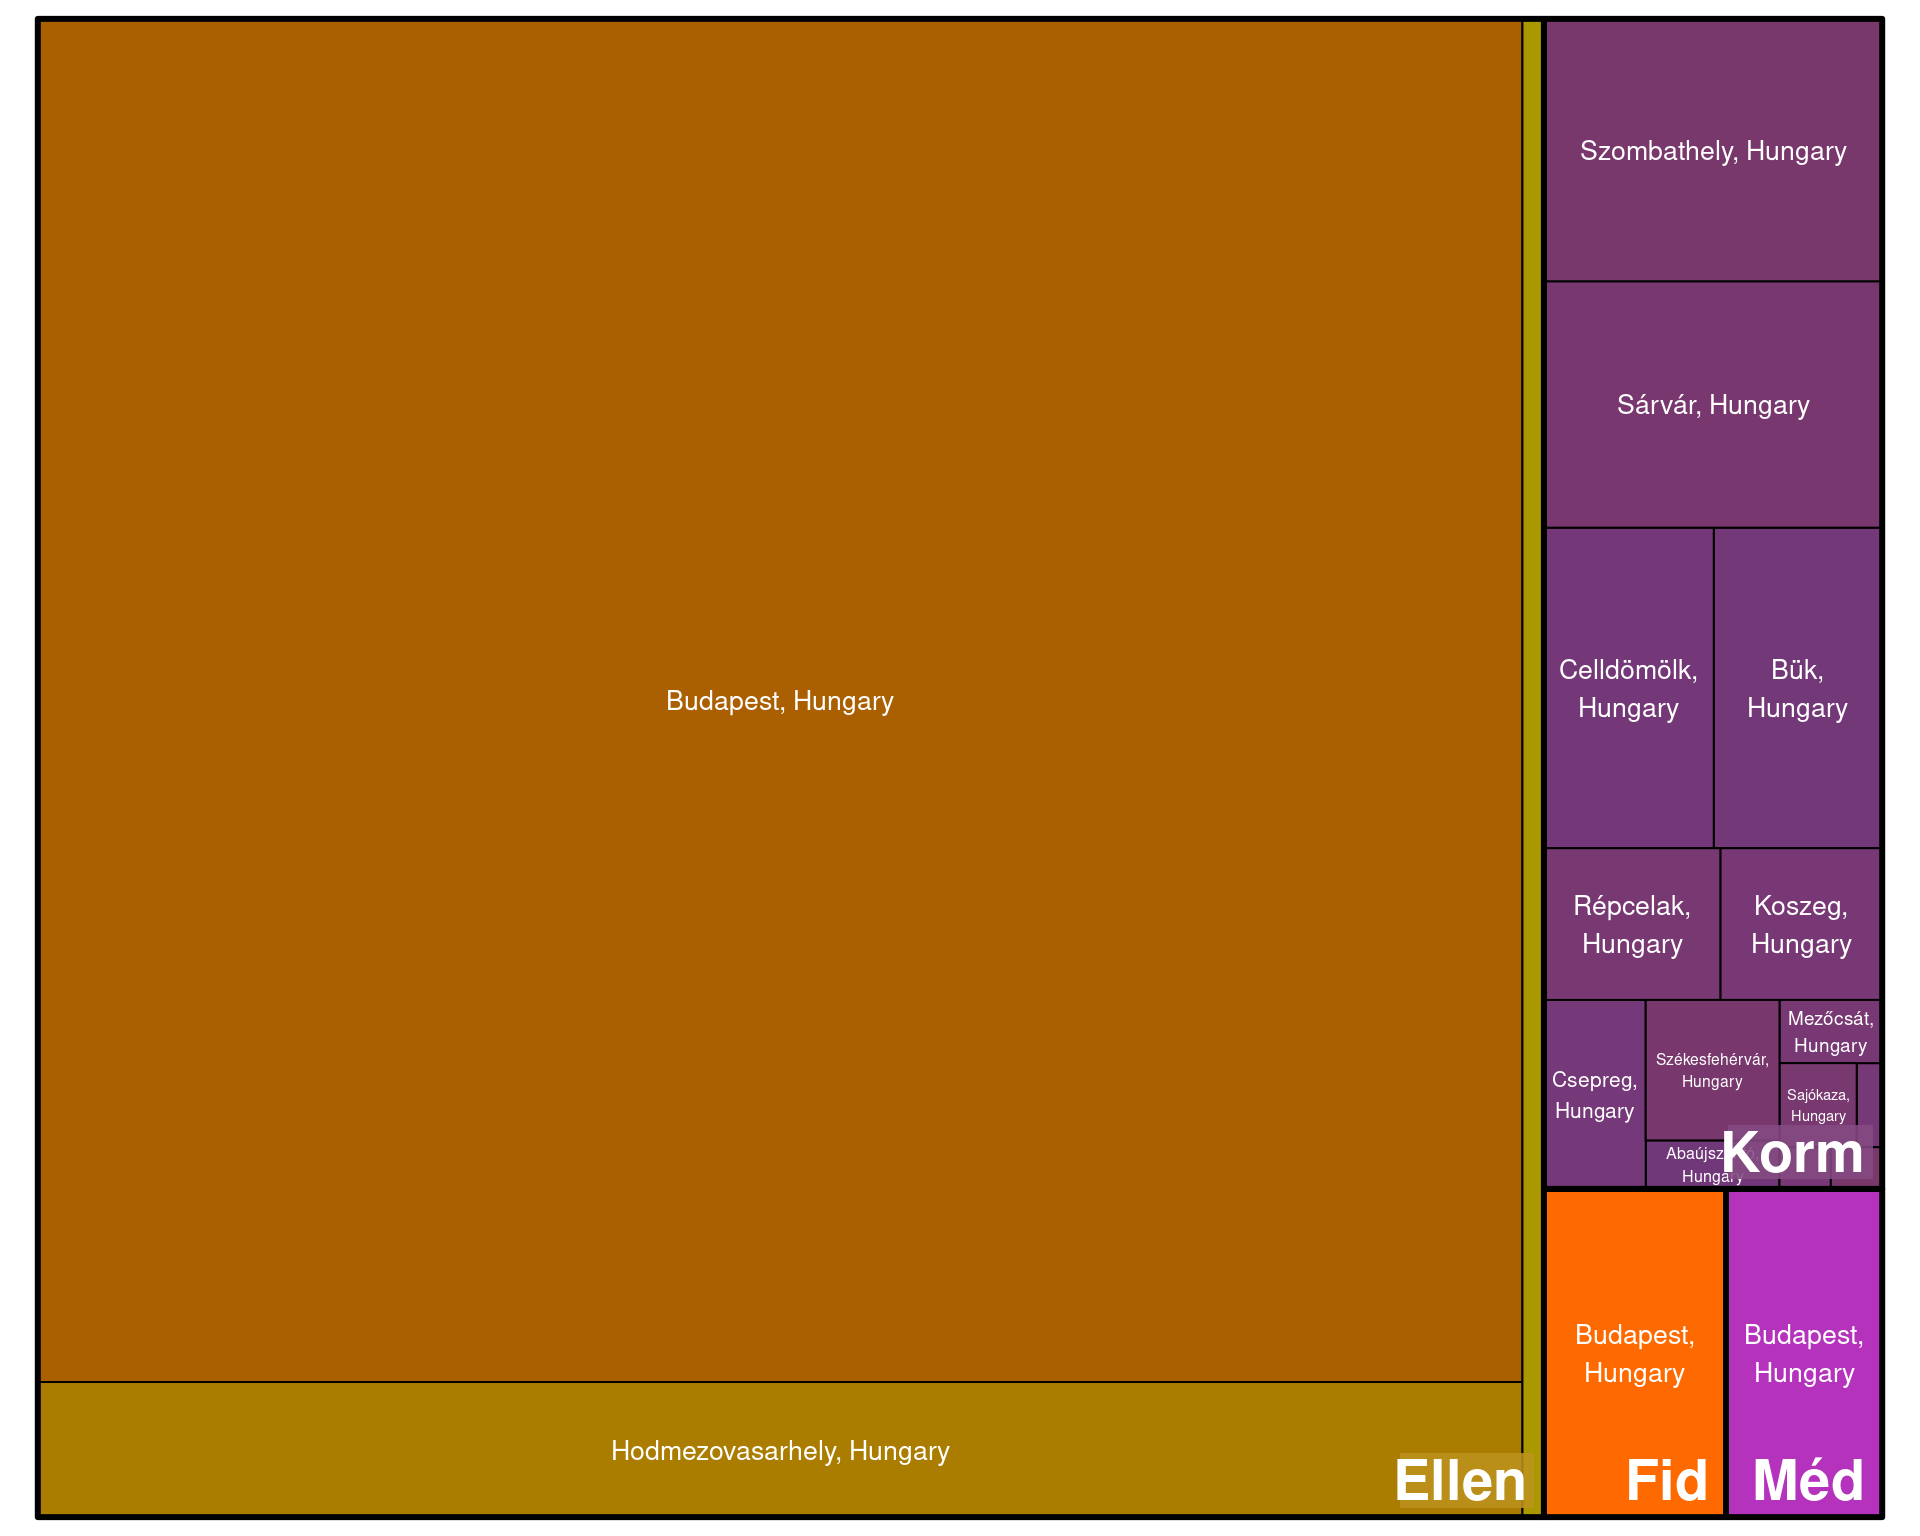 Szombathely, Hungary
Sárvár, Hungary
Budapest, Hungary
Celldömölk,
Hungary
Bük,
Hungary
Répcelak,
Hungary
Koszeg,
Hungary
Csepreg,
Hungary
Székesfehérvár,
Hungary
Mezőcsát,
Hungary
Sajókaza,
Hungary
Hungary
Korm
Budapest,
Hungary
Budapest,
Hungary
Hodmezovasarhely, Hungary
Ellen
Fid
Méd